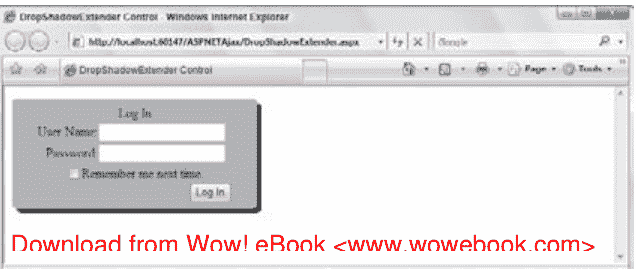 DropShadowExtender Control - Windows Internet Explorer
http://localhost:60147/ASPNETAjax/DropShadowExtender.aspx
Google
DropShadowExtender Control
Page
Tools
Log In
User Name
Password
Remember me next time.
Log In
Download from Wow! eBook <www.wowebook.com>